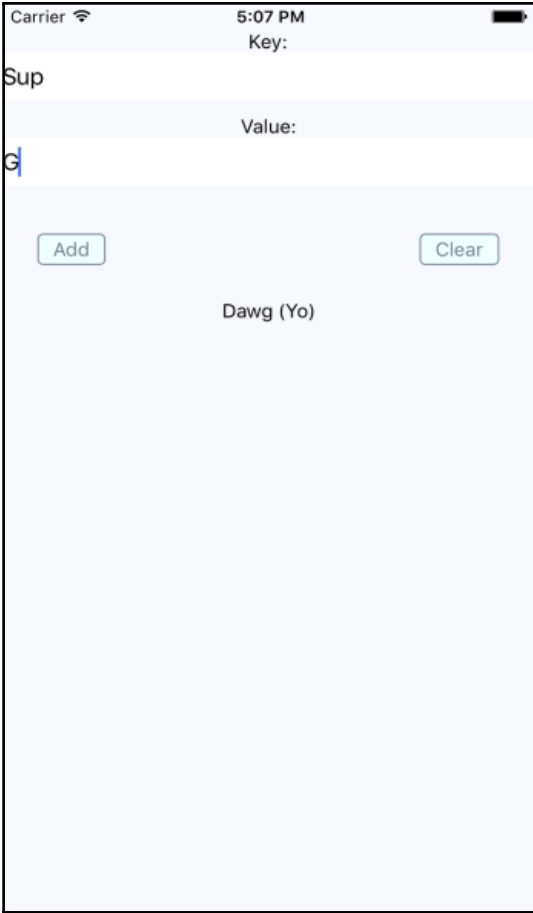 Carrier 5:07 PM
Key:
Sup
Value:
G
Add Clear
Dawg (Yo)